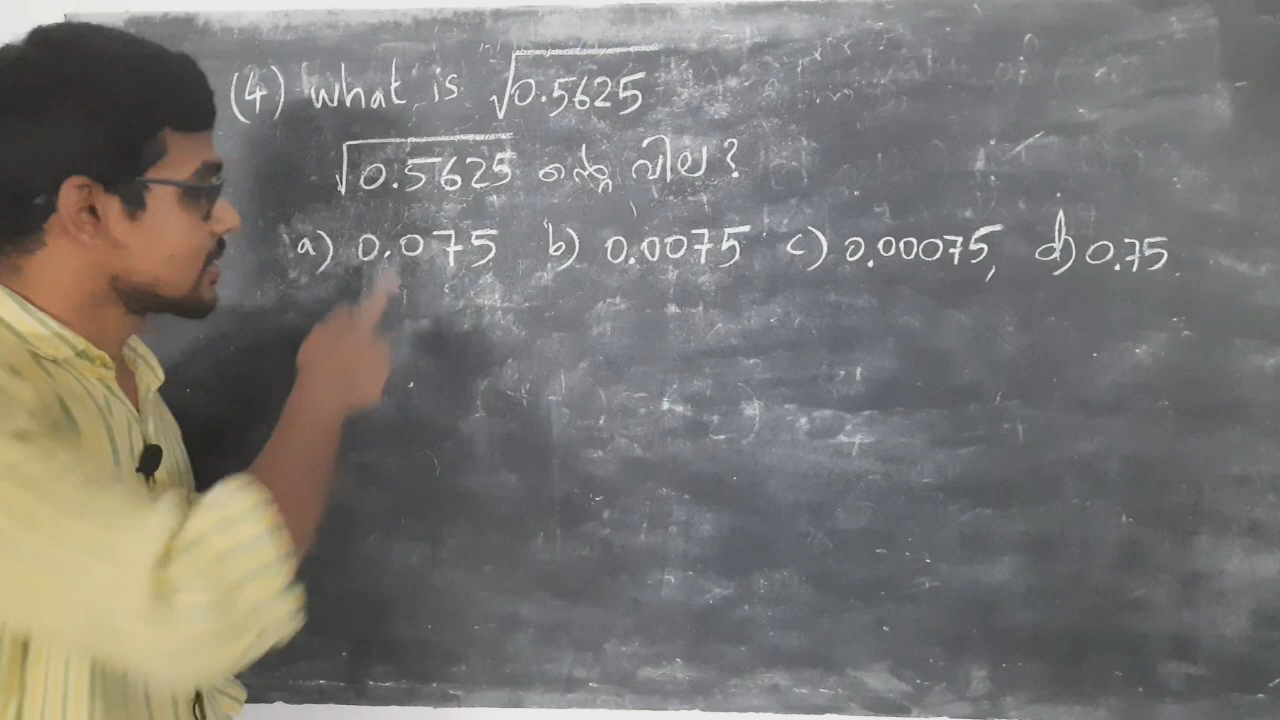 (4) what is √0.5625
√0.5625 ന്റെ വില?
a) 0.075 b) 0.0075 c) 0.00075, d) 0.75